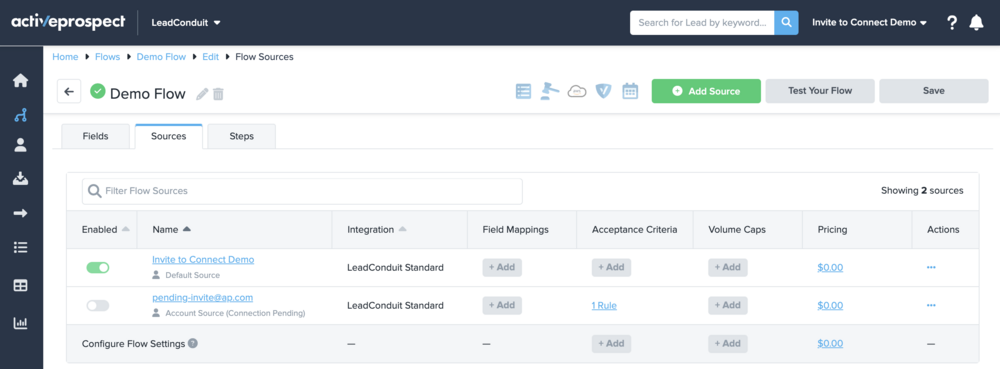 activeprospect
LeadConduit
Search for Lead by keyword...
Invite to Connect Demo
?
Home Flows Demo Flow Edit Flow Sources
Demo Flow
Add Source
Test Your Flow
Save
Fields
Sources
Steps
Filter Flow Sources
Showing 2 sources
Enabled Name Integration Field Mappings Acceptance Criteria Volume Caps Pricing Actions
Invite to Connect Demo
Default Source
LeadConduit Standard + Add + Add + Add $0.00 •••
pending-invite@ap.com
Account Source (Connection Pending)
LeadConduit Standard + Add 1 Rule + Add $0.00 •••
Configure Flow Settings ? — — + Add + Add $0.00 —